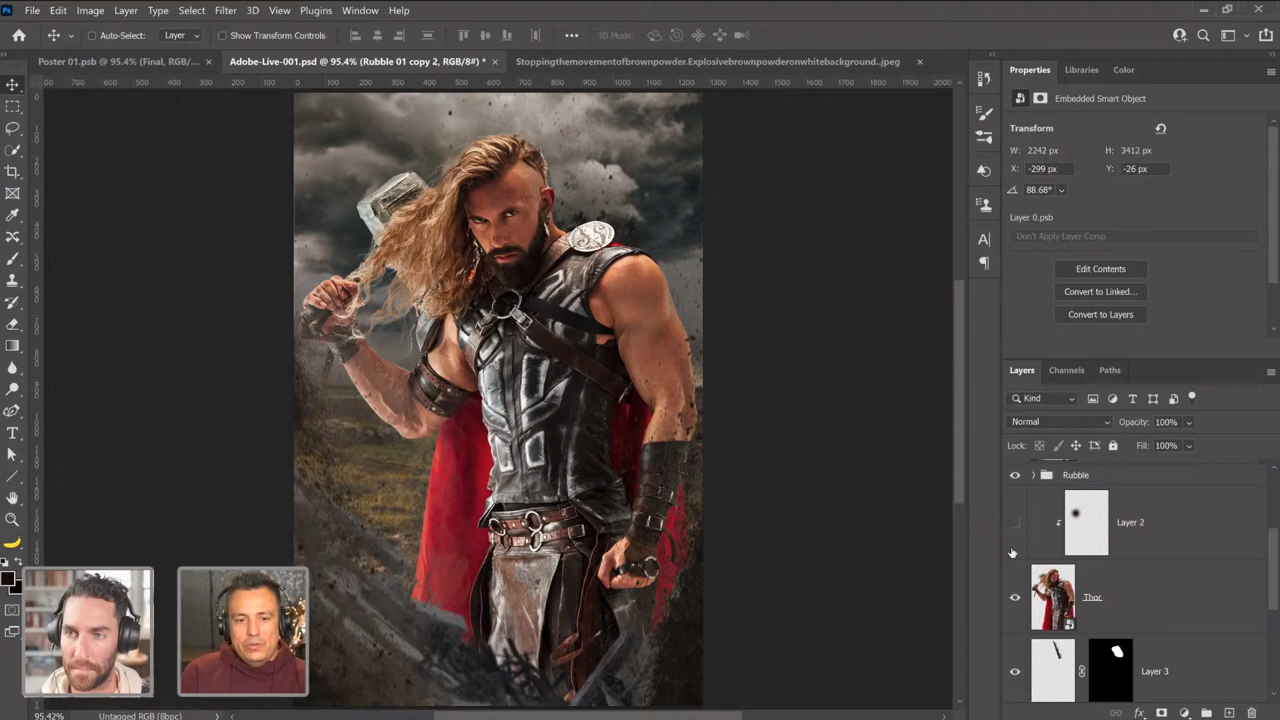 Ps File Edit Image Layer Type Select Filter 3D View Plugins Window Help
Auto-Select: Layer Show Transform Controls 3D Mode:
Poster 01.psb @ 95.4% (Final, RGB/... × Adobe-Live-001.psd @ 95.4% (Rubble 01 copy 2, RGB/8#) * × Stoppingthemovementofbrownpowder.Explosivebrownpowderonwhitebackground..jpeg ×
Properties Libraries Color
Embedded Smart Object
Transform
W: 2242 px H: 3412 px
X: -299 px Y: -26 px
88.68°
Layer 0.psb
Don't Apply Layer Comp
Edit Contents
Convert to Linked...
Convert to Layers
Layers Channels Paths
Kind
Normal Opacity: 100%
Lock: Fill: 100%
Rubble
Layer 2
Thor
Layer 3
95.42% Untagged RGB (8bpc)